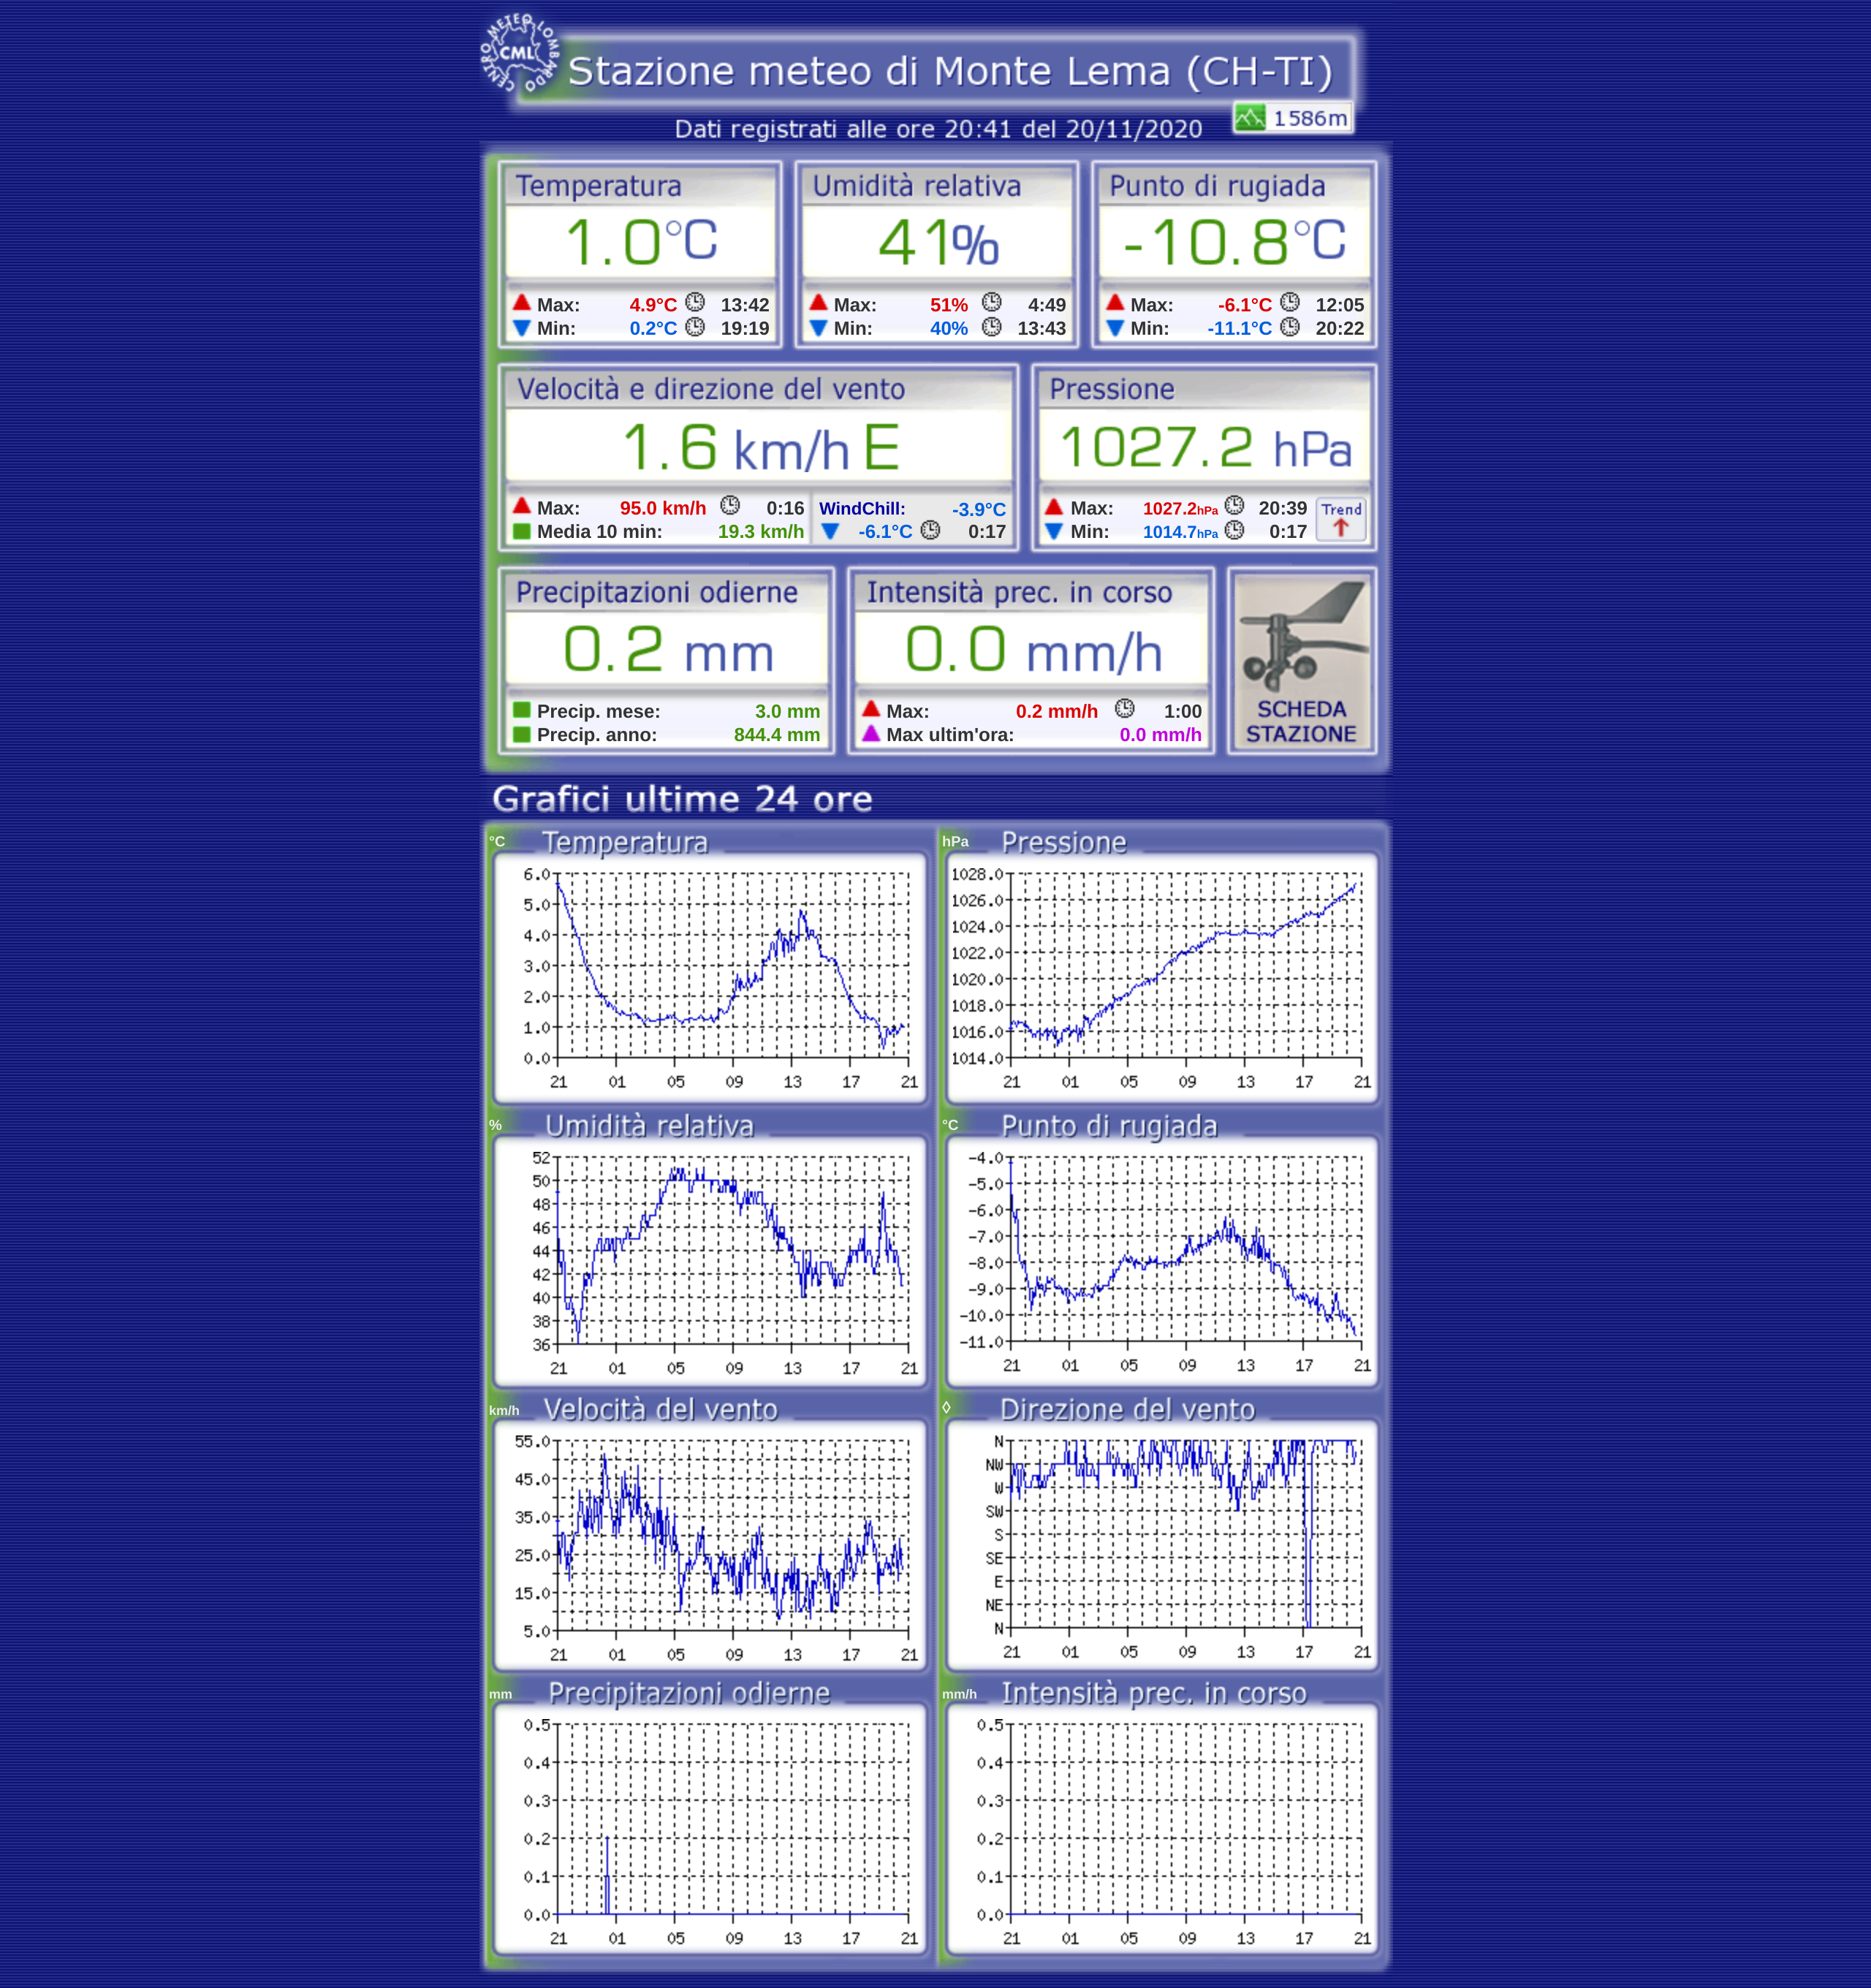 CENTRO METEO LOMBARDO
CML
Stazione meteo di Monte Lema (CH-TI)
1586m
Dati registrati alle ore 20:41 del 20/11/2020
Temperatura
1.0°C
Max: 4.9°C 13:42
Min: 0.2°C 19:19
Umidità relativa
41%
Max: 51% 4:49
Min: 40% 13:43
Punto di rugiada
-10.8°C
Max: -6.1°C 12:05
Min: -11.1°C 20:22
Velocità e direzione del vento
1.6 km/h E
Max: 95.0 km/h 0:16
Media 10 min: 19.3 km/h
WindChill: -3.9°C
-6.1°C 0:17
Pressione
1027.2 hPa
Max: 1027.2hPa 20:39
Min: 1014.7hPa 0:17
Trend
Precipitazioni odierne
0.2 mm
Precip. mese: 3.0 mm
Precip. anno: 844.4 mm
Intensità prec. in corso
0.0 mm/h
Max: 0.2 mm/h 1:00
Max ultim'ora: 0.0 mm/h
SCHEDA
STAZIONE
Grafici ultime 24 ore
°C Temperatura
6.0
5.0
4.0
3.0
2.0
1.0
0.0
21 01 05 09 13 17 21
hPa Pressione
1028.0
1026.0
1024.0
1022.0
1020.0
1018.0
1016.0
1014.0
21 01 05 09 13 17 21
% Umidità relativa
52
50
48
46
44
42
40
38
36
21 01 05 09 13 17 21
°C Punto di rugiada
-4.0
-5.0
-6.0
-7.0
-8.0
-9.0
-10.0
-11.0
21 01 05 09 13 17 21
km/h Velocità del vento
55.0
45.0
35.0
25.0
15.0
5.0
21 01 05 09 13 17 21
◊ Direzione del vento
N
NW
W
SW
S
SE
E
NE
N
21 01 05 09 13 17 21
mm Precipitazioni odierne
0.5
0.4
0.3
0.2
0.1
0.0
21 01 05 09 13 17 21
mm/h Intensità prec. in corso
0.5
0.4
0.3
0.2
0.1
0.0
21 01 05 09 13 17 21